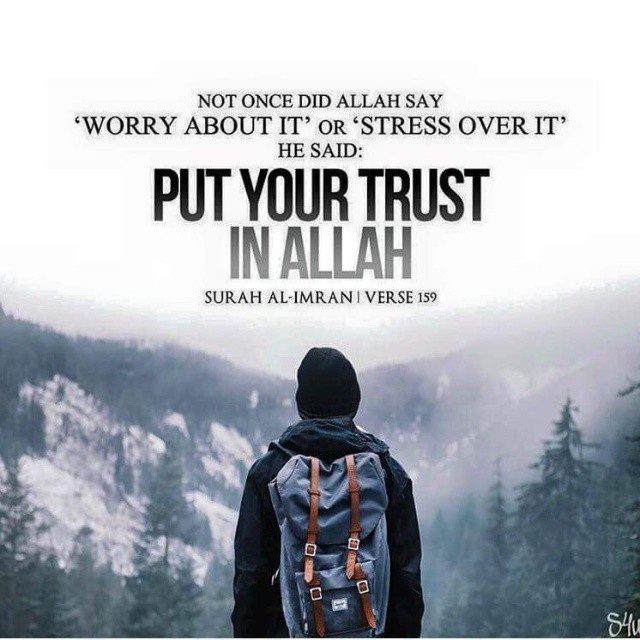 NOT ONCE DID ALLAH SAY
‘WORRY ABOUT IT’ OR ‘STRESS OVER IT’
HE SAID:
PUT YOUR TRUST
IN ALLAH
SURAH AL-IMRAN | VERSE 159